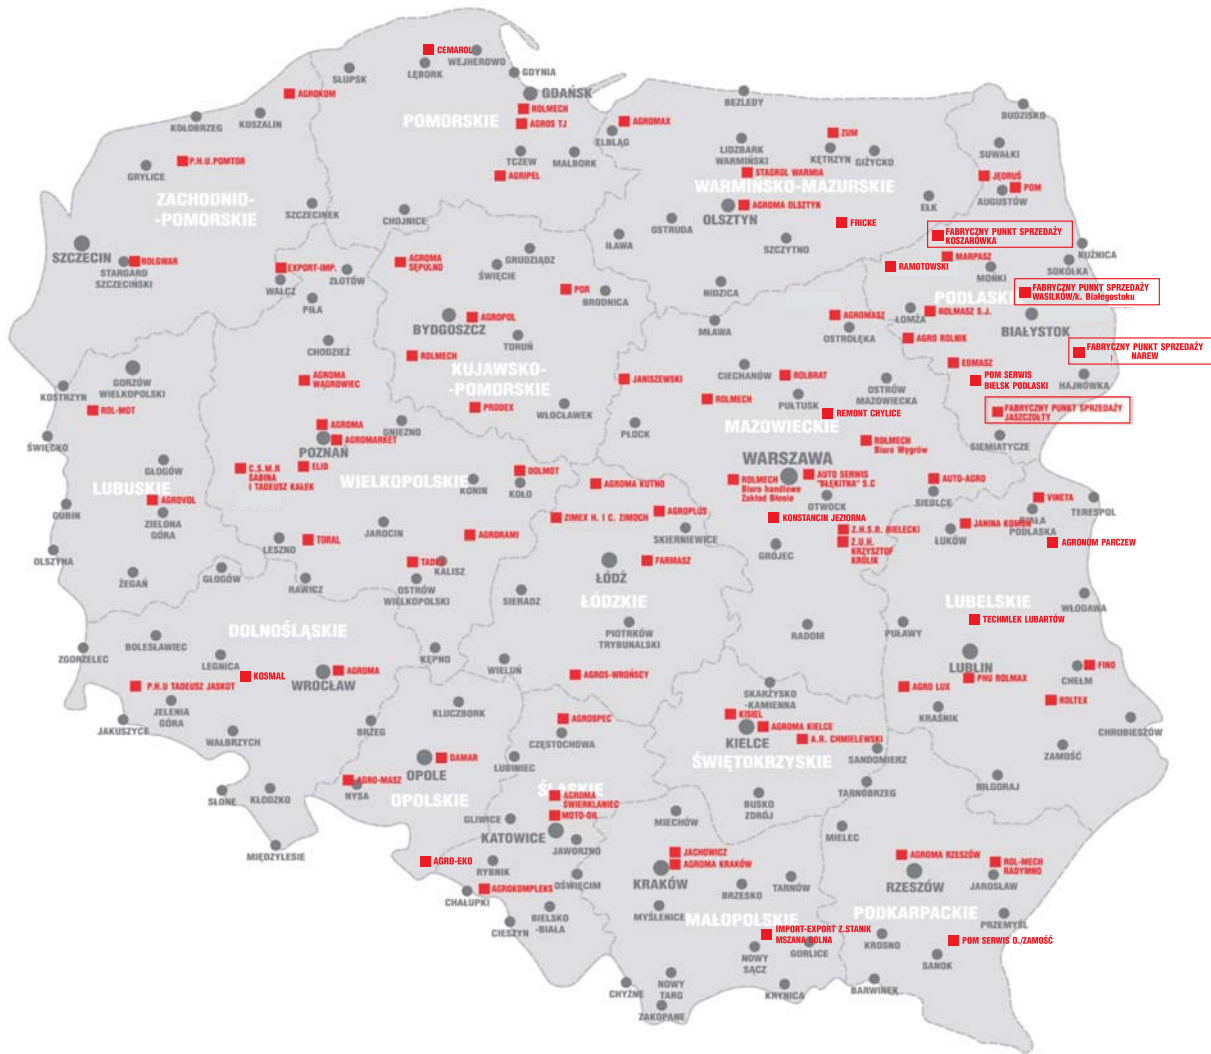 CEMAROL
WEJHEROWO
LĘBORK
SŁUPSK
GDYNIA
GDAŃSK
AGROKOM
ROLMECH
AGROS TJ
POMORSKIE
KOŁOBRZEG
KOSZALIN
ELBLĄG
AGROMAX
BEZLEDY
BUDZISKO
ZUM
LIDZBARK
WARMIŃSKI
KĘTRZYN
GIŻYCKO
SUWAŁKI
P.H.U.POMTOR
GRYLICE
TCZEW
MALBORK
AGRIPEL
STAGROL WARMIA
WARMIŃSKO-MAZURSKIE
JĘDRUŚ
POM
AUGUSTÓW
ZACHODNIO-
-POMORSKIE
SZCZECINEK
CHOJNICE
AGROMA OLSZTYN
OLSZTYN
OSTRUDA
EŁK
FRICKE
IŁAWA
SZCZYTNO
FABRYCZNY PUNKT SPRZEDAŻY
KOSZARÓWKA
KUŹNICA
SOKÓŁKA
SZCZECIN
STARGARD
SZCZECIŃSKI
ROLGWAR
EXPORT-IMP.
WAŁCZ
ZŁOTÓW
AGROMA
SĘPULNO
GRUDZIĄDZ
ŚWIĘCIE
MARPASZ
RAMOTOWSKI
MOŃKI
PIŁA
POR
BRODNICA
NIDZICA
PODLASKIE
FABRYCZNY PUNKT SPRZEDAŻY
WASILKÓW/k. Białegostoku
BYDGOSZCZ
AGROPOL
TORUŃ
MŁAWA
AGROMASZ
OSTROŁĘKA
ŁOMŻA
ROLMASZ S.J.
BIAŁYSTOK
AGRO ROLNIK
CHODZIEŻ
ROLMECH
KUJAWSKO-
-POMORSKIE
FABRYCZNY PUNKT SPRZEDAŻY
NAREW
GORZÓW
WIELKOPOLSKI
KOSTRZYN
AGROMA
WĄGROWIEC
JANISZEWSKI
CIECHANÓW
ROLBRAT
PUŁTUSK
OSTRÓW
MAZOWIECKA
EDMASZ
POM SERWIS
BIELSK PODLASKI
HAJNÓWKA
ROL-MOT
PRODEX
WŁOCŁAWEK
ROLMECH
REMONT CHYLICE
FABRYCZNY PUNKT SPRZEDAŻY
JASZCZOŁTY
PŁOCK
MAZOWIECKIE
SIEMIATYCZE
ŚWIĘCKO
AGROMA
AGROMARKET
GNIEZNO
POZNAŃ
ROLMECH
Biuro Węgrów
GŁOGÓW
C.S.M.R
SABINA
I TADEUSZ KAŁEK
ELID
WIELKOPOLSKIE
WARSZAWA
LUBUSKIE
KONIN
DOLMOT
KOŁO
AGROMA KUTNO
ROLMECH
Biuro handlowe
Zakład Błonie
AUTO SERWIS
"BŁĘKITNA" S.C
OTWOCK
AUTO-AGRO
SIEDLCE
VINETA
BIAŁA
PODLASKA
TERESPOL
GUBIN
AGROVOL
ZIELONA
GÓRA
JAROCIN
ZIMEX H. I C. ZIMOCH
AGROPLUS
SKIERNIEWICE
KONSTANCIN JEZIORNA
Z.H.S.R. BIELECKI
Z.U.H.
KRZYSZTOF
KRÓLIK
JANINA KOMEN
ŁUKÓW
AGRONOM PARCZEW
LESZNO
TORAL
AGRORAMI
GRÓJEC
OLSZYNA
ŻEGAŃ
GŁOGÓW
RAWICZ
KALISZ
OSTRÓW
WIELKOPOLSKI
ŁÓDŹ
FARMASZ
SIERADZ
ŁÓDZKIE
LUBELSKIE
WŁODAWA
TECHMLEK LUBARTÓW
PUŁAWY
DOLNOŚLĄSKIE
BOLESŁAWIEC
ZGORZELEC
LEGNICA
PIOTRKÓW
TRYBUNALSKI
RADOM
KĘPNO
WIELUŃ
LUBLIN
PHU ROLMAX
FINO
CHEŁM
KOSMAL
WROCŁAW
AGROMA
P.H.U TADEUSZ JASKOT
JELENIA
GÓRA
AGROS-WROŃSCY
SKARŻYSKO
-KAMIENNA
AGRO LUX
KRAŚNIK
ROLTEX
JAKUSZYCE
WAŁBRZYCH
BRZEG
KLUCZBORK
AGROSPEC
CZĘSTOCHOWA
KISIEL
AGROMA KIELCE
KIELCE
A.R. CHMIELEWSKI
CHRUBIESZÓW
ZAMOŚĆ
OPOLE
DAMAR
LUBINIEC
ŚWIĘTOKRZYSKIE
SANDOMIERZ
TARNOBRZEG
BIŁGORAJ
AGRO-MASZ
NYSA
OPOLSKIE
ŚLĄSKIE
AGROMA
ŚWIERKLANIEC
MOTO-OIL
SŁONE
KŁODZKO
BUSKO
ZDRÓJ
GLIWICE
MIECHÓW
MIELEC
KATOWICE
JAWORZNO
MIĘDZYLESIE
AGRO-EKO
RYBNIK
OŚWIĘCIM
JACHOWICZ
AGROMA KRAKÓW
KRAKÓW
AGROMA RZESZÓW
RZESZÓW
ROL-MECH
RADYMNO
JAROSŁAW
AGROKOMPLEKS
CHAŁUPKI
BRZESKO
TARNÓW
CIESZYN
BIELSKO
-BIAŁA
MYŚLENICE
MAŁOPOLSKIE
PODKARPACKIE
PRZEMYŚL
IMPORT-EXPORT Z.STANIK
MSZANA DOLNA
GORLICE
NOWY
SĄCZ
KROSNO
POM SERWIS O./ZAMOŚĆ
SANOK
CHYŻNE
NOWY
TARG
KRYNICA
BARWINEK
ZAKOPANE